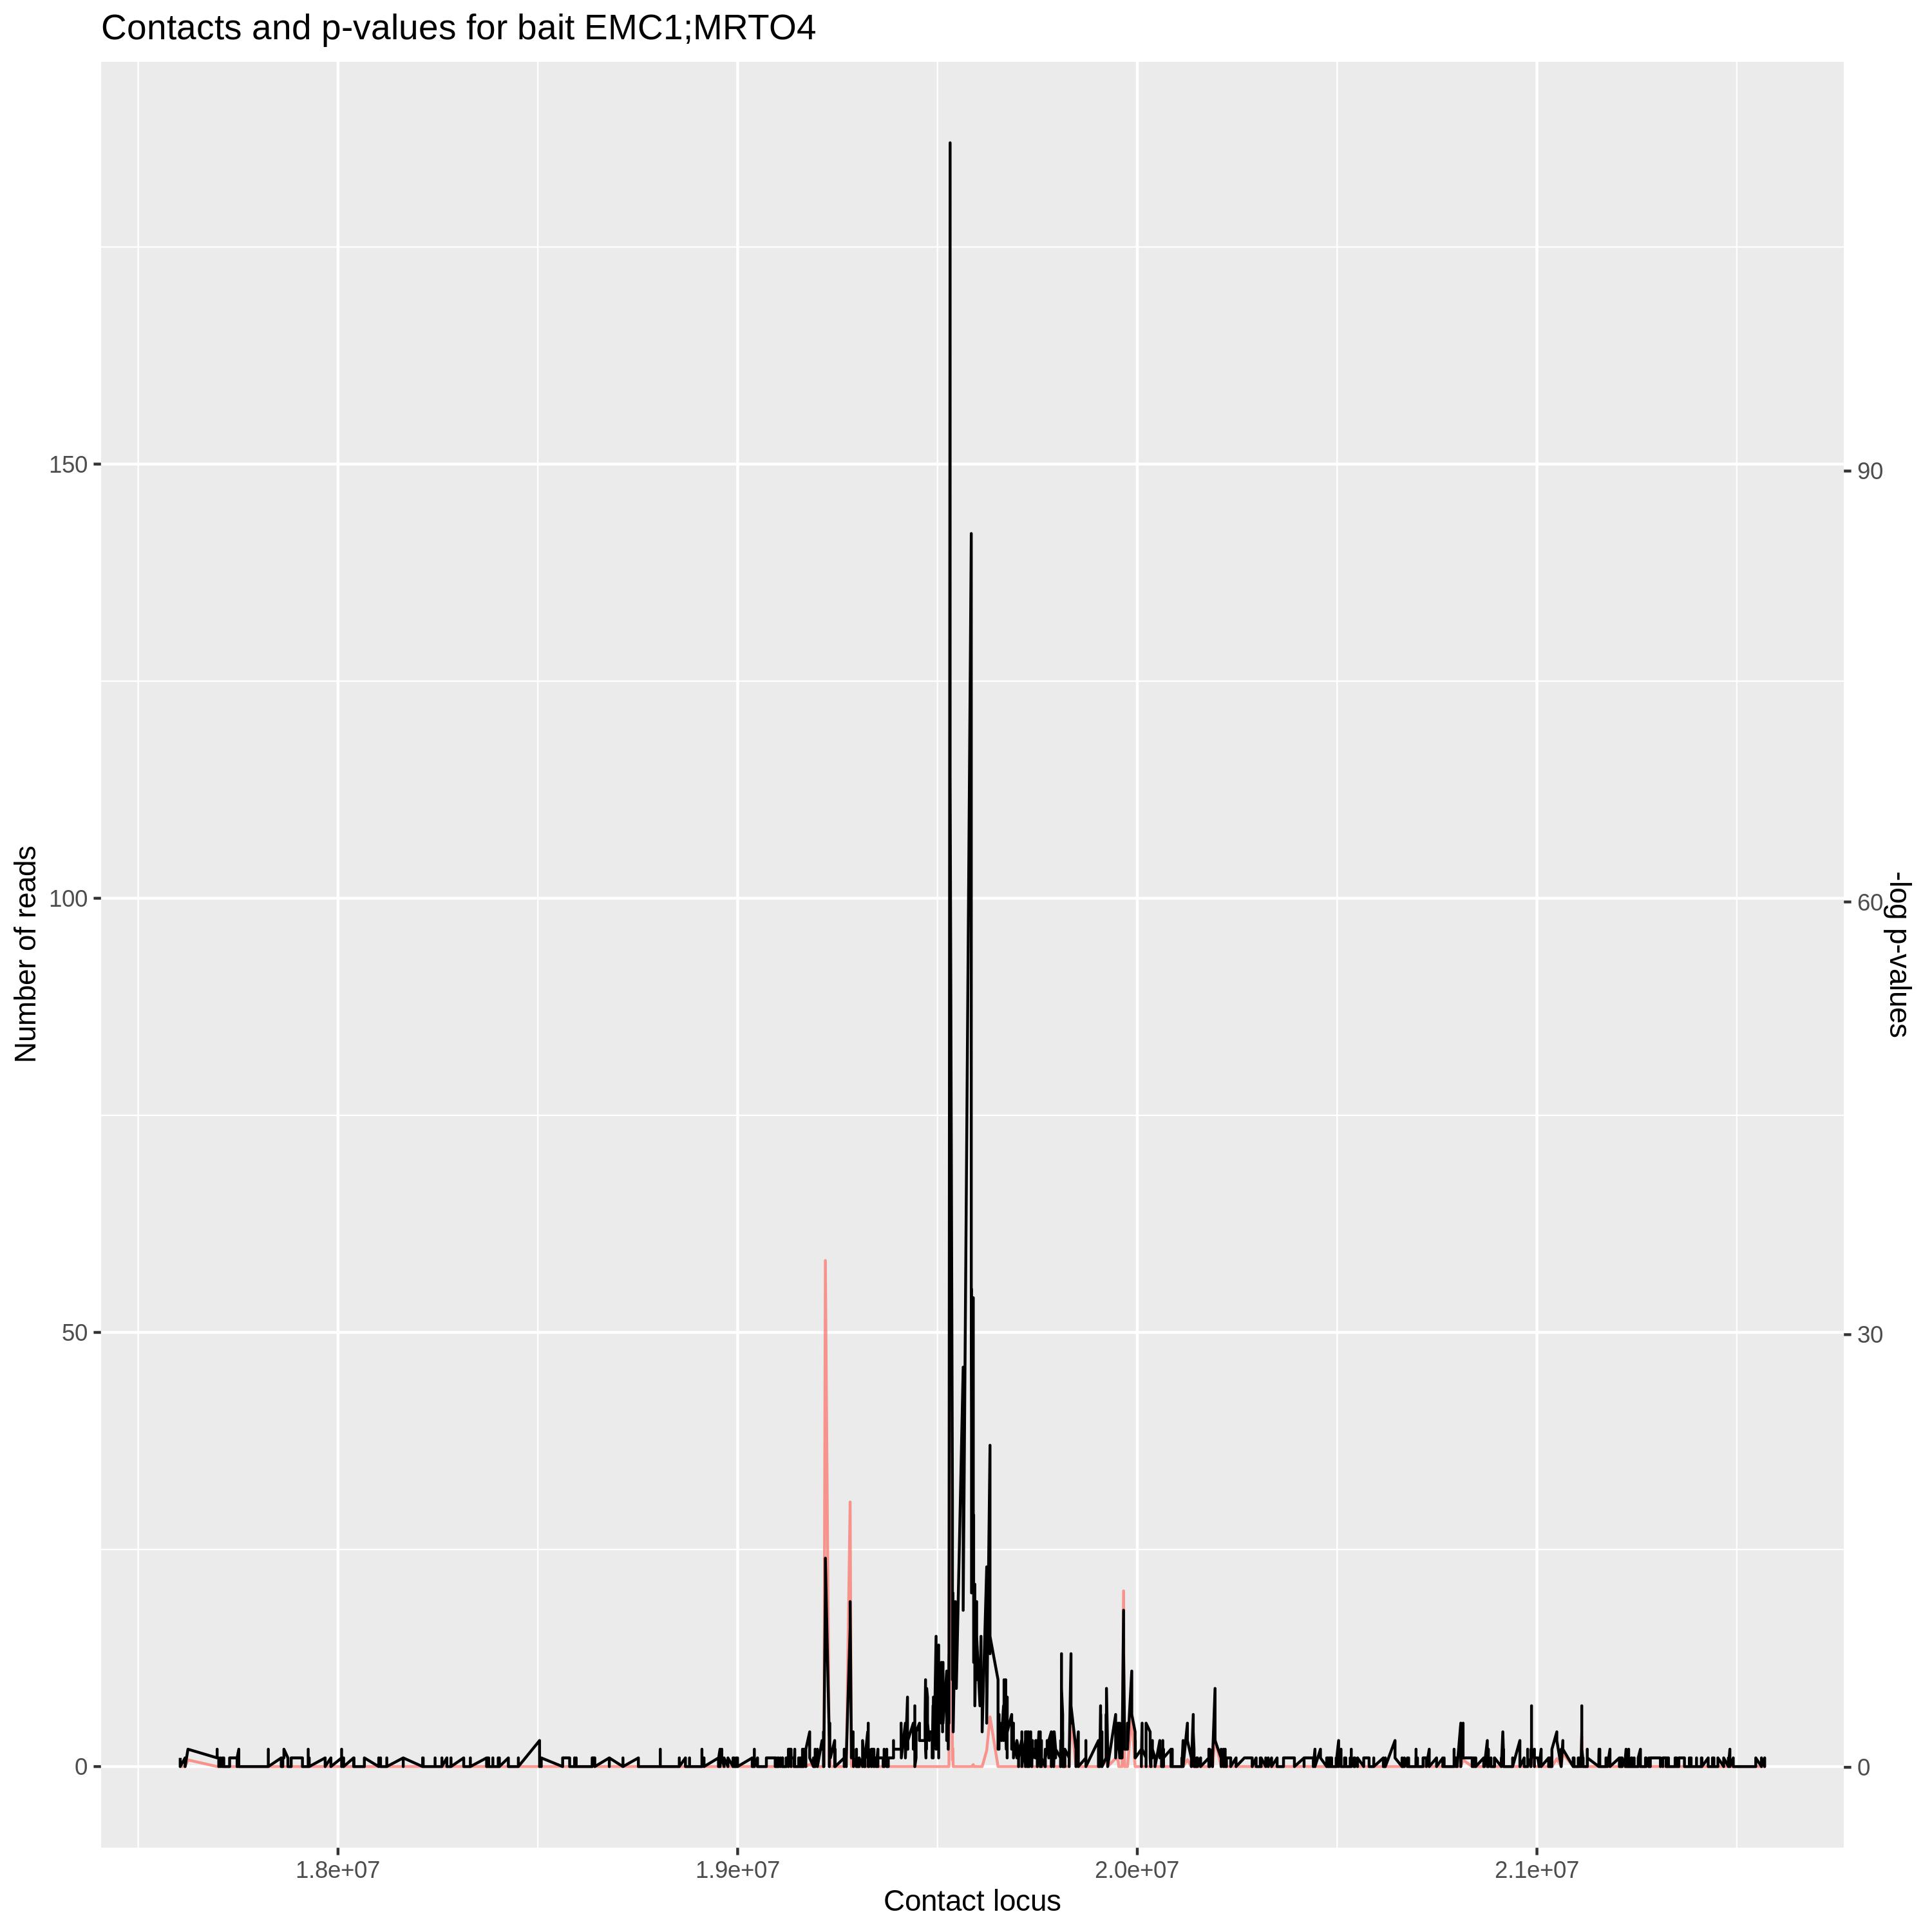 Contacts and p-values for bait EMC1;MRTO4
Number of reads
150
100
50
0
90
60
30
0
-log p-values
1.8e+07 1.9e+07 2.0e+07 2.1e+07
Contact locus